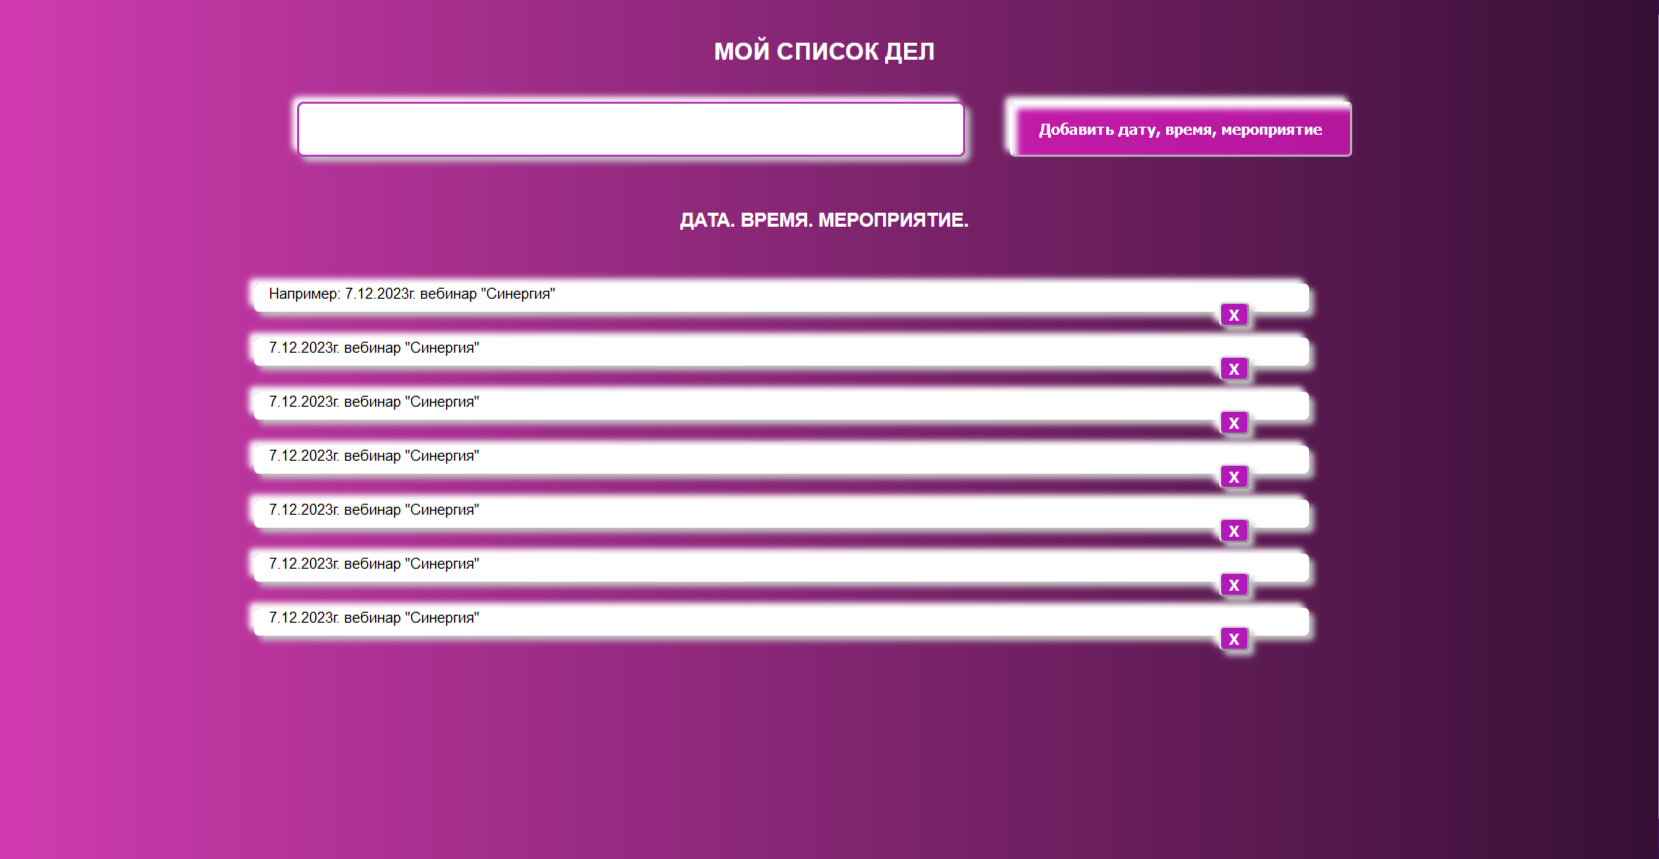 МОЙ СПИСОК ДЕЛ
Добавить дату, время, мероприятие
ДАТА. ВРЕМЯ. МЕРОПРИЯТИЕ.
Например: 7.12.2023г. вебинар "Синергия"
X
7.12.2023г. вебинар "Синергия"
X
7.12.2023г. вебинар "Синергия"
X
7.12.2023г. вебинар "Синергия"
X
7.12.2023г. вебинар "Синергия"
X
7.12.2023г. вебинар "Синергия"
X
7.12.2023г. вебинар "Синергия"
X